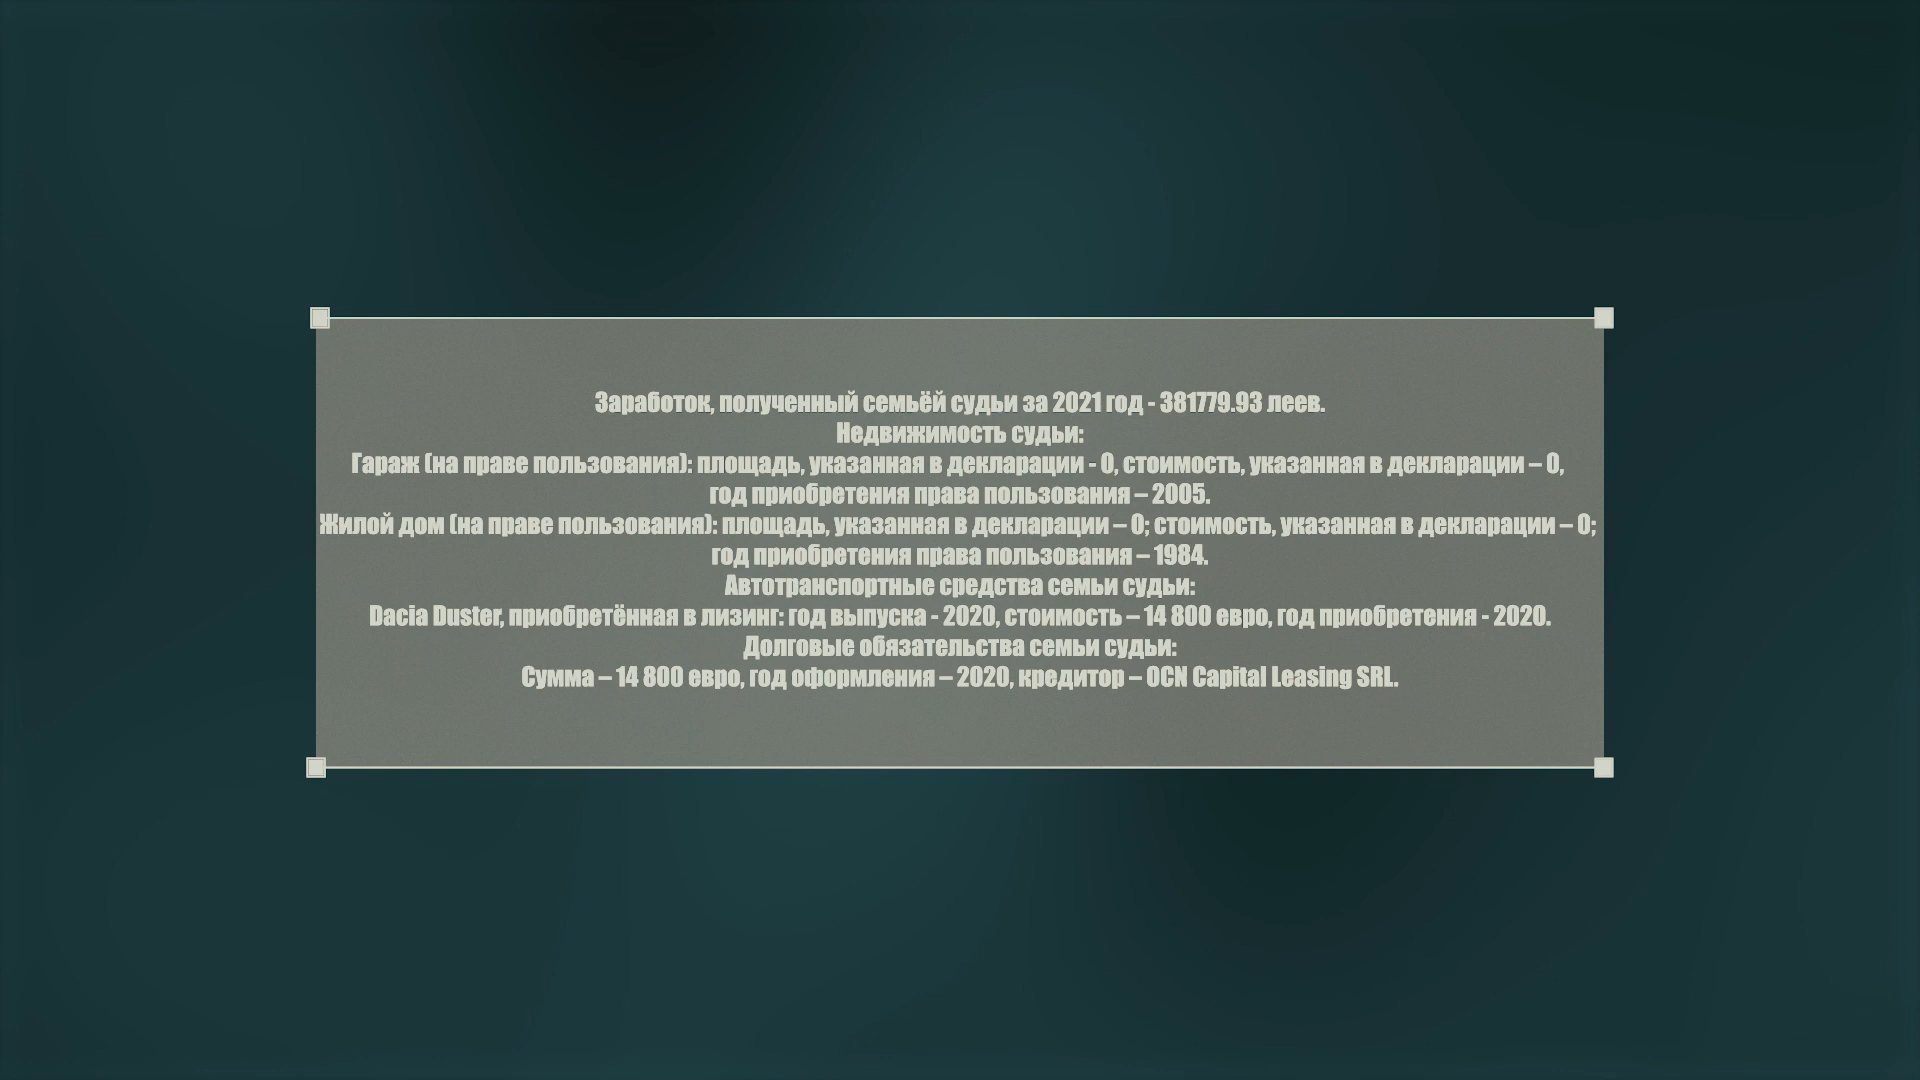 Заработок, полученный семьёй судьи за 2021 год - 381779.93 леев.
Недвижимость судьи:
Гараж (на праве пользования): площадь, указанная в декларации - 0, стоимость, указанная в декларации – 0,
год приобретения права пользования – 2005.
Жилой дом (на праве пользования): площадь, указанная в декларации – 0; стоимость, указанная в декларации – 0;
год приобретения права пользования – 1984.
Автотранспортные средства семьи судьи:
Dacia Duster, приобретённая в лизинг: год выпуска - 2020, стоимость – 14 800 евро, год приобретения - 2020.
Долговые обязательства семьи судьи:
Сумма – 14 800 евро, год оформления – 2020, кредитор – OCN Capital Leasing SRL.